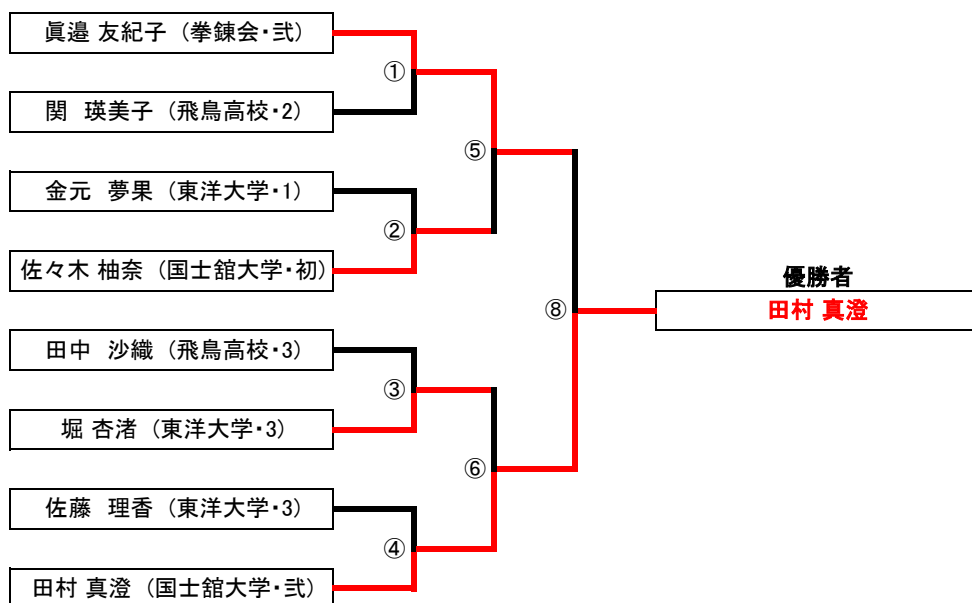 眞邉 友紀子（拳錬会・弐）
①
関　瑛美子（飛鳥高校・2）
⑤
金元　夢果（東洋大学・1）
②
佐々木 柚奈（国士舘大学・初）
優勝者
田村 真澄
⑧
田中　沙織（飛鳥高校・3）
③
堀 杏渚（東洋大学・3）
⑥
佐藤　理香（東洋大学・3）
④
田村 真澄（国士舘大学・弐）